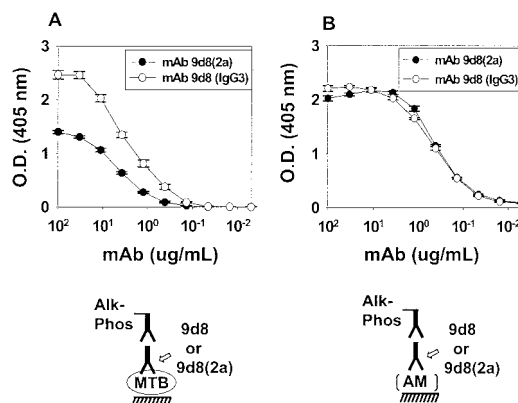 A
3
2
1
0
O.D. (405 nm)
mAb 9d8(2a)
mAb 9d8 (IgG3)
10² 10¹ 10⁰ 10⁻¹ 10⁻²
mAb (ug/mL)
Alk-
Phos
9d8
or
9d8(2a)
MTB
B
3
2
1
0
O.D. (405 nm)
mAb 9d8(2a)
mAb 9d8 (IgG3)
10² 10¹ 10⁰ 10⁻¹ 10⁻²
mAb (ug/mL)
Alk-
Phos
9d8
or
9d8(2a)
AM